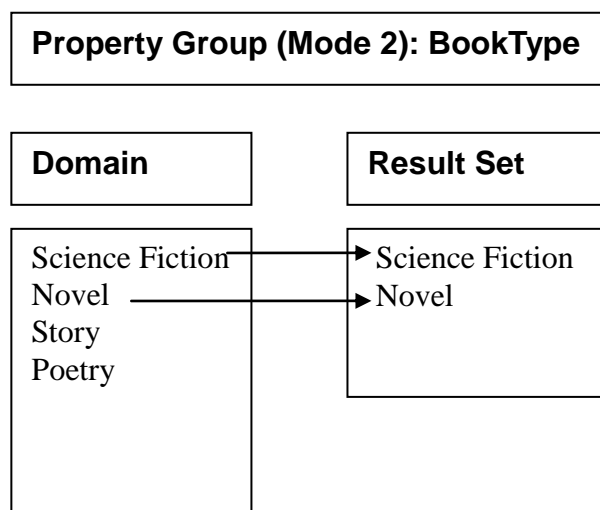 Property Group (Mode 2): BookType
Domain
Result Set
Science Fiction
Novel
Story
Poetry
Science Fiction
Novel